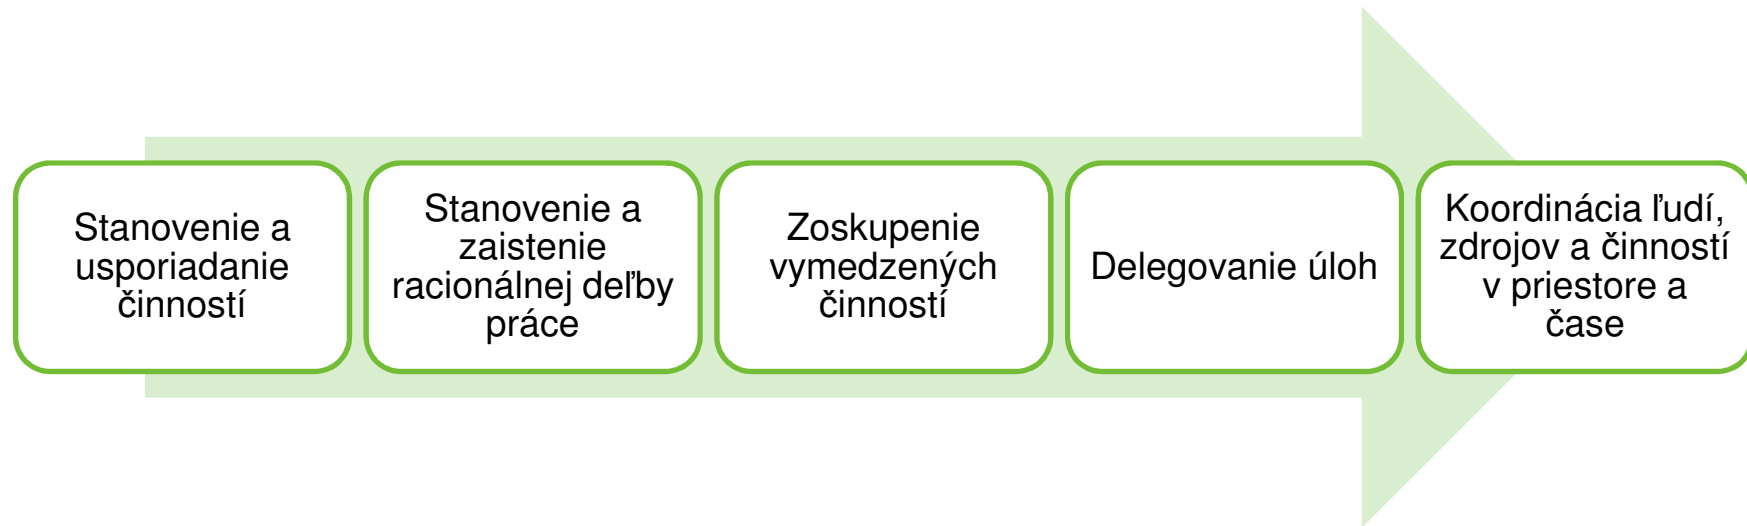 Stanovenie a
usporiadanie
činností
Stanovenie a
zaistenie
racionálnej deľby
práce
Zoskupenie
vymedzených
činností
Delegovanie úloh
Koordinácia ľudí,
zdrojov a činností
v priestore a
čase